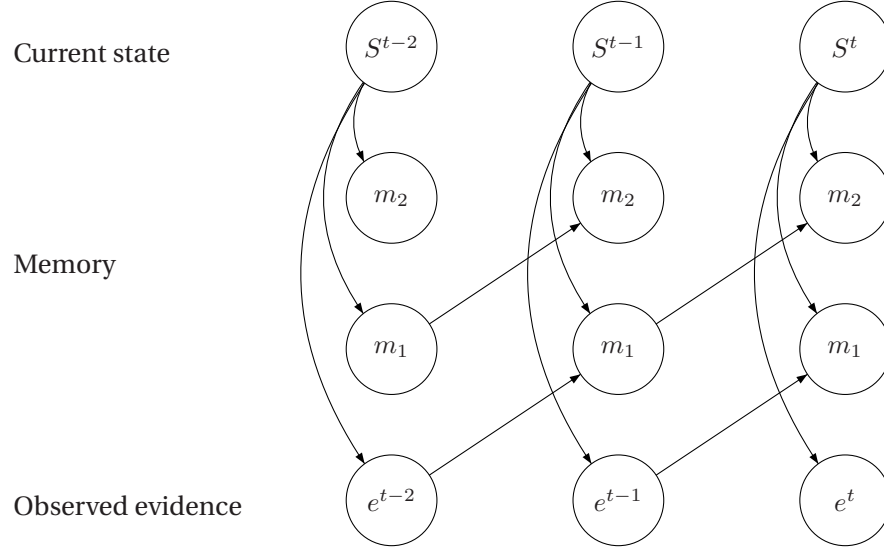 Current state S^{t−2} S^{t−1} S^t
m_2 m_2 m_2
Memory
m_1 m_1 m_1
Observed evidence e^{t−2} e^{t−1} e^t